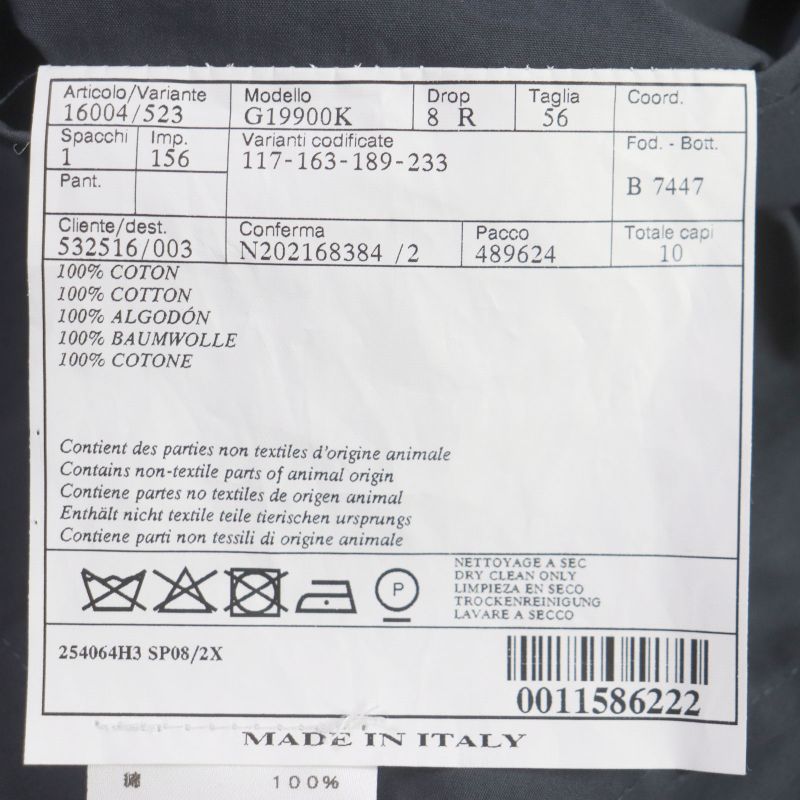 Articolo/Variante Modello Drop Taglia Coord.
16004/523 G19900K 8 R 56
Spacchi Imp. Varianti codificate Fod. - Bott.
1 156 117-163-189-233
Pant. B 7447
Cliente/dest. Conferma Pacco Totale capi
532516/003 N202168384 /2 489624 10
100% COTON
100% COTTON
100% ALGODÓN
100% BAUMWOLLE
100% COTONE
Contient des parties non textiles d'origine animale
Contains non-textile parts of animal origin
Contiene partes no textiles de origen animal
Enthält nicht textile teile tierischen ursprungs
Contiene parti non tessili di origine animale
P
NETTOYAGE A SEC
DRY CLEAN ONLY
LIMPIEZA EN SECO
TROCKENREINIGUNG
LAVARE A SECCO
254064H3 SP08/2X
0011586222
MADE IN ITALY
100%